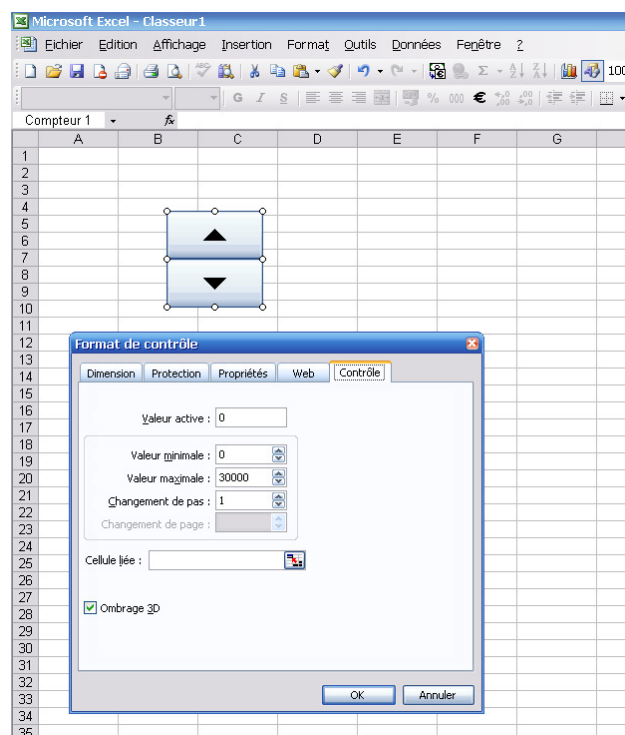 Microsoft Excel - Classeur1
Fichier Edition Affichage Insertion Format Outils Données Fenêtre ?
100
G I S % 000 €
Compteur 1 fx
A B C D E F G
1
2
3
4
5
6
7
8
9
10
11
12
13
14
15
16
17
18
19
20
21
22
23
24
25
26
27
28
29
30
31
32
33
34
35
Format de contrôle
Dimension Protection Propriétés Web Contrôle
Valeur active : 0
Valeur minimale : 0
Valeur maximale : 30000
Changement de pas : 1
Changement de page :
Cellule liée :
Ombrage 3D
OK Annuler